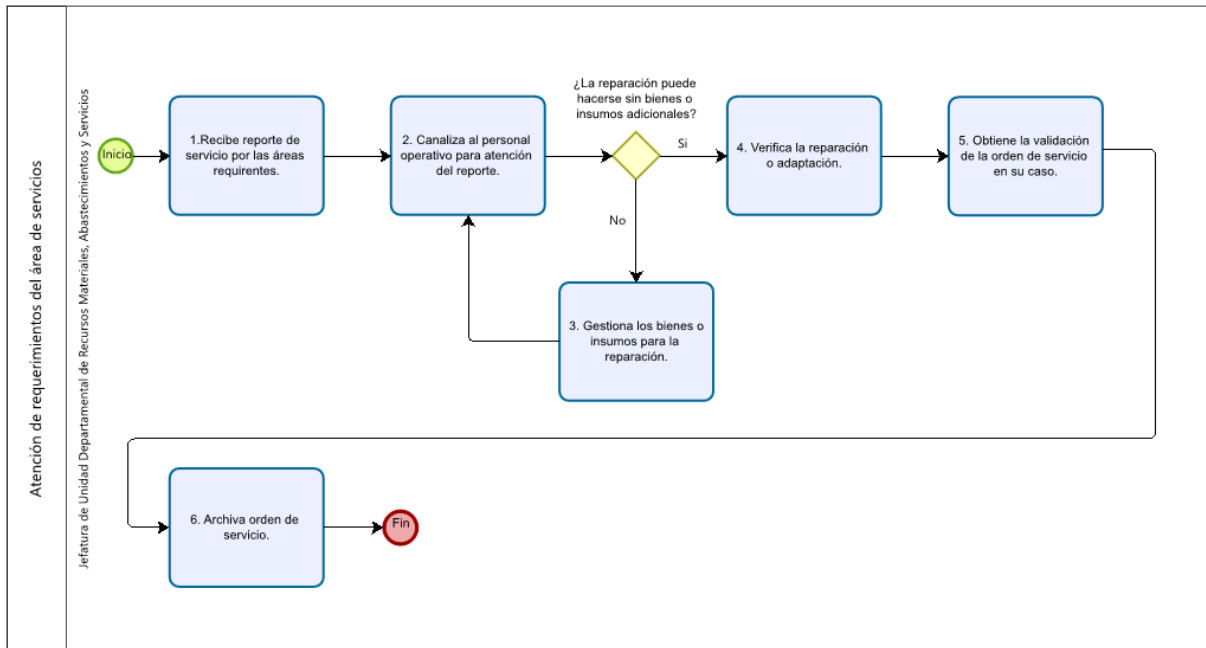 Atención de requerimientos del área de servicios
Jefatura de Unidad Departamental de Recursos Materiales, Abastecimientos y Servicios
Inicio
1.Recibe reporte de
servicio por las áreas
requirentes.
2. Canaliza al personal
operativo para atención
del reporte.
¿La reparación puede
hacerse sin bienes o
insumos adicionales?
Si
No
3. Gestiona los bienes o
insumos para la
reparación.
4. Verifica la reparación
o adaptación.
5. Obtiene la validación
de la orden de servicio
en su caso.
6. Archiva orden de
servicio.
Fin